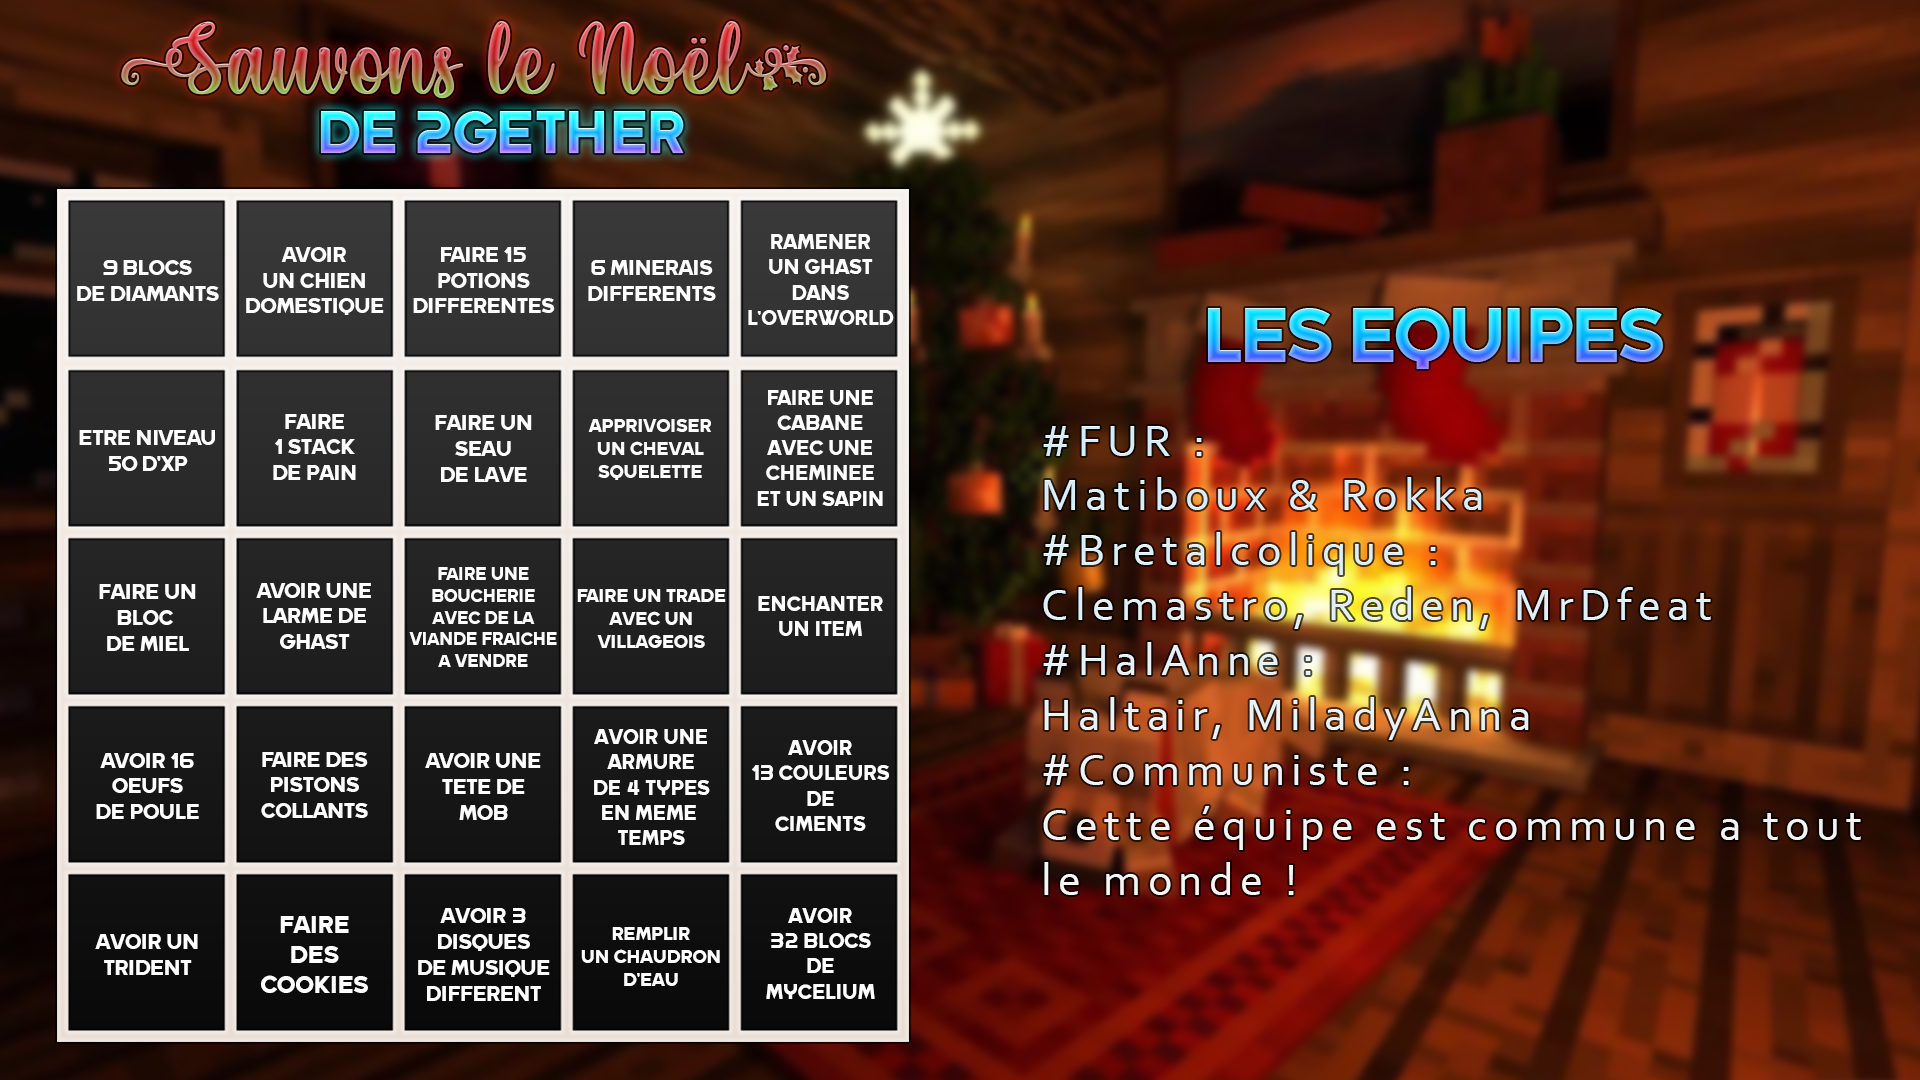 Sauvons le Noël
DE 2GETHER
9 BLOCS
DE DIAMANTS
AVOIR
UN CHIEN
DOMESTIQUE
FAIRE 15
POTIONS
DIFFERENTES
6 MINERAIS
DIFFERENTS
RAMENER
UN GHAST
DANS
L'OVERWORLD
ETRE NIVEAU
50 D'XP
FAIRE
1 STACK
DE PAIN
FAIRE UN
SEAU
DE LAVE
APPRIVOISER
UN CHEVAL
SQUELETTE
FAIRE UNE
CABANE
AVEC UNE
CHEMINEE
ET UN SAPIN
FAIRE UN
BLOC
DE MIEL
AVOIR UNE
LARME DE
GHAST
FAIRE UNE
BOUCHERIE
AVEC DE LA
VIANDE FRAICHE
A VENDRE
FAIRE UN TRADE
AVEC UN
VILLAGEOIS
ENCHANTER
UN ITEM
AVOIR 16
OEUFS
DE POULE
FAIRE DES
PISTONS
COLLANTS
AVOIR UNE
TETE DE
MOB
AVOIR UNE
ARMURE
DE 4 TYPES
EN MEME
TEMPS
AVOIR
13 COULEURS
DE
CIMENTS
AVOIR UN
TRIDENT
FAIRE
DES
COOKIES
AVOIR 3
DISQUES
DE MUSIQUE
DIFFERENT
REMPLIR
UN CHAUDRON
D'EAU
AVOIR
32 BLOCS
DE
MYCELIUM
LES EQUIPES
#FUR :
Matiboux & Rokka
#Bretalcolique :
Clemastro, Reden, MrDfeat
#HalAnne :
Haltair, MiladyAnna
#Communiste :
Cette équipe est commune a tout
le monde !